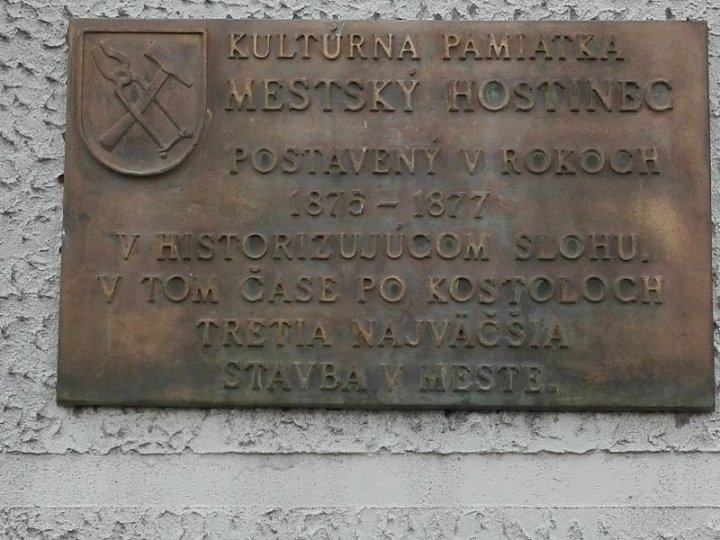 KULTÚRNA PAMIATKA
MESTSKÝ HOSTINEC
POSTAVENÝ V ROKOCH
1875 – 1877
V HISTORIZUJÚCOM SLOHU.
V TOM ČASE PO KOSTOLOCH
TRETIA NAJVÄČŠIA
STAVBA V MESTE.